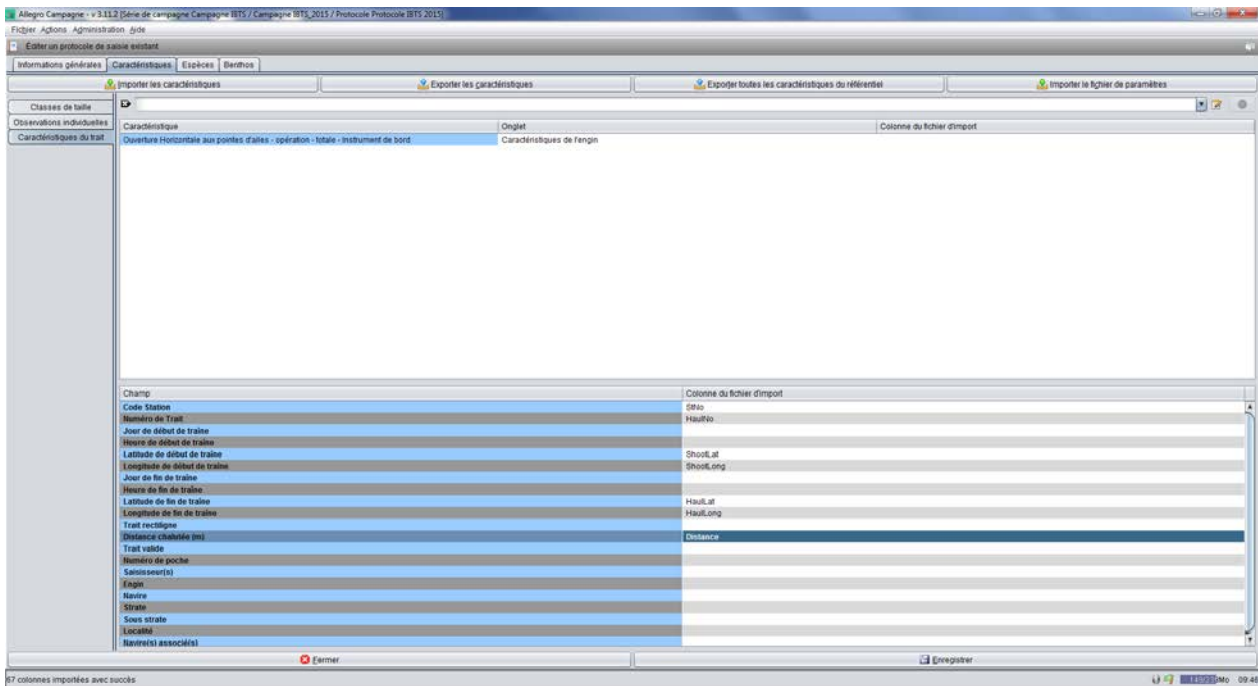 Allegro Campagne - v 3.11.2 [Série de campagne Campagne IBTS / Campagne IBTS_2015 / Protocole Protocole IBTS 2015]
Fichier Actions Administration Aide
Éditer un protocole de saisie existant
Informations générales Caractéristiques Espèces Benthos
Importer les caractéristiques Exporter les caractéristiques Exporter toutes les caractéristiques du référentiel Importer le fichier de paramètres
Classes de taille
Observations individuelles
Caractéristiques du trait
Caractéristique Onglet Colonne du fichier d'import
Ouverture Horizontale aux pointes d'ailes - opération - totale - Instrument de bord Caractéristiques de l'engin
Champ Colonne du fichier d'import
Code Station StNo
Numéro de Trait HaulNo
Jour de début de traîne
Heure de début de traîne
Latitude de début de traîne ShootLat
Longitude de début de traîne ShootLong
Jour de fin de traîne
Heure de fin de traîne
Latitude de fin de traîne HaulLat
Longitude de fin de traîne HaulLong
Trait rectiligne
Distance chalutée (m) Distance
Trait valide
Numéro de poche
Saisisseur(s)
Engin
Navire
Strate
Sous strate
Localité
Navire(s) associé(s)
Fermer Enregistrer
67 colonnes importées avec succès